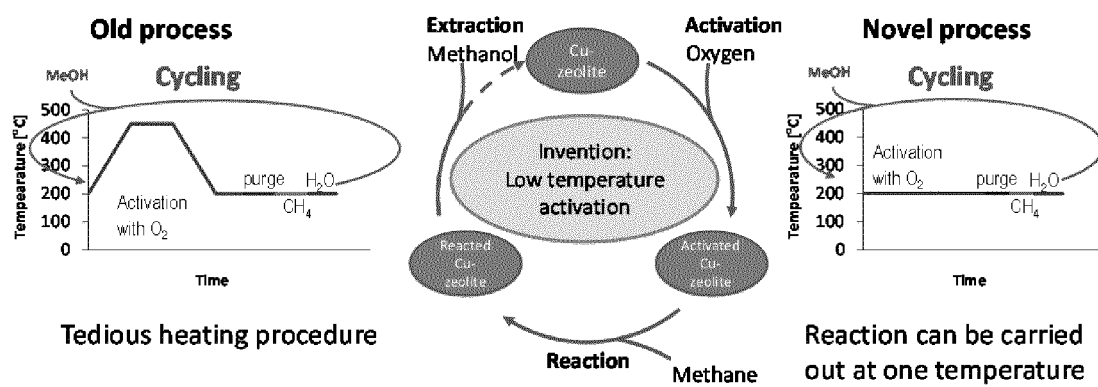 Old process
MeOH
Cycling
Tempearature [°C]
500
400
300
200
100
0
Activation
with O₂
purge
H₂O
CH₄
Time
Tedious heating procedure
Extraction
Methanol
Cu-
zeolite
Activation
Oxygen
Invention:
Low temperature
activation
Reacted
Cu-
zeolite
Activated
Cu-
zeolite
Reaction
Methane
Novel process
MeOH
Cycling
Tempearature [°C]
500
400
300
200
100
0
Activation
with O₂
purge
H₂O
CH₄
Time
Reaction can be carried
out at one temperature